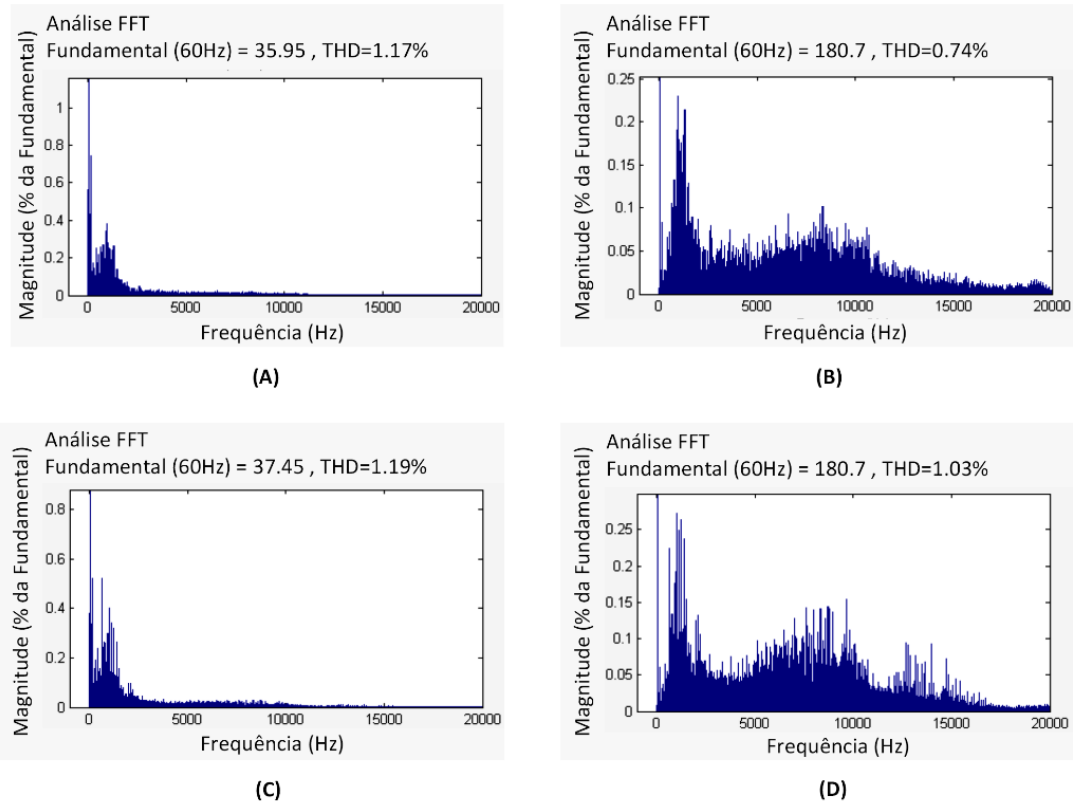 Análise FFT
Fundamental (60Hz) = 35.95 , THD=1.17%
Magnitude (% da Fundamental)
1
0.8
0.6
0.4
0.2
0
0 5000 10000 15000 20000
Frequência (Hz)
(A)
Análise FFT
Fundamental (60Hz) = 180.7 , THD=0.74%
Magnitude (% da Fundamental)
0.25
0.2
0.15
0.1
0.05
0
0 5000 10000 15000 20000
Frequência (Hz)
(B)
Análise FFT
Fundamental (60Hz) = 37.45 , THD=1.19%
Magnitude (% da Fundamental)
0.8
0.6
0.4
0.2
0
0 5000 10000 15000 20000
Frequência (Hz)
(C)
Análise FFT
Fundamental (60Hz) = 180.7 , THD=1.03%
Magnitude (% da Fundamental)
0.25
0.2
0.15
0.1
0.05
0
0 5000 10000 15000 20000
Frequência (Hz)
(D)